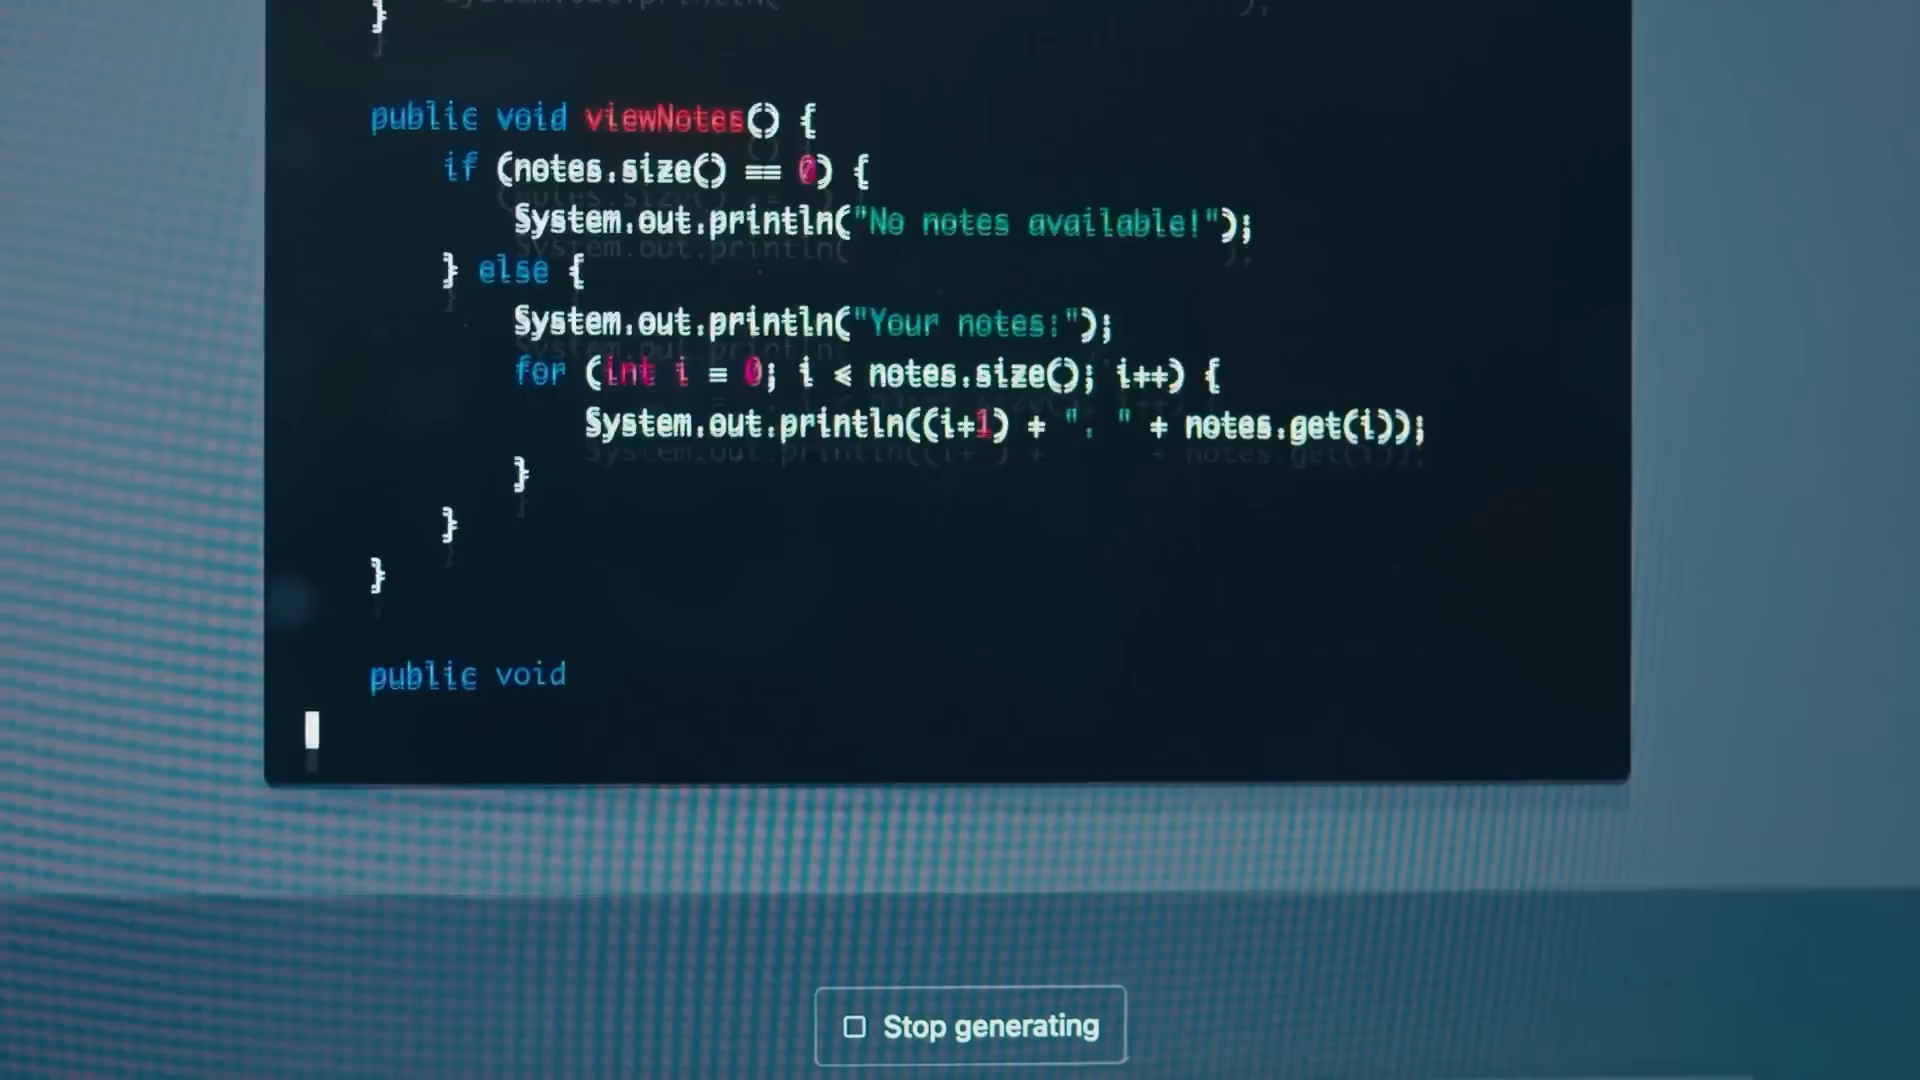 }
public void viewNotes() {
if (notes.size() == 0) {
System.out.println("No notes available!");
} else {
System.out.println("Your notes:");
for (int i = 0; i < notes.size(); i++) {
System.out.println((i+1) + ". " + notes.get(i));
}
}
}
public void
Stop generating